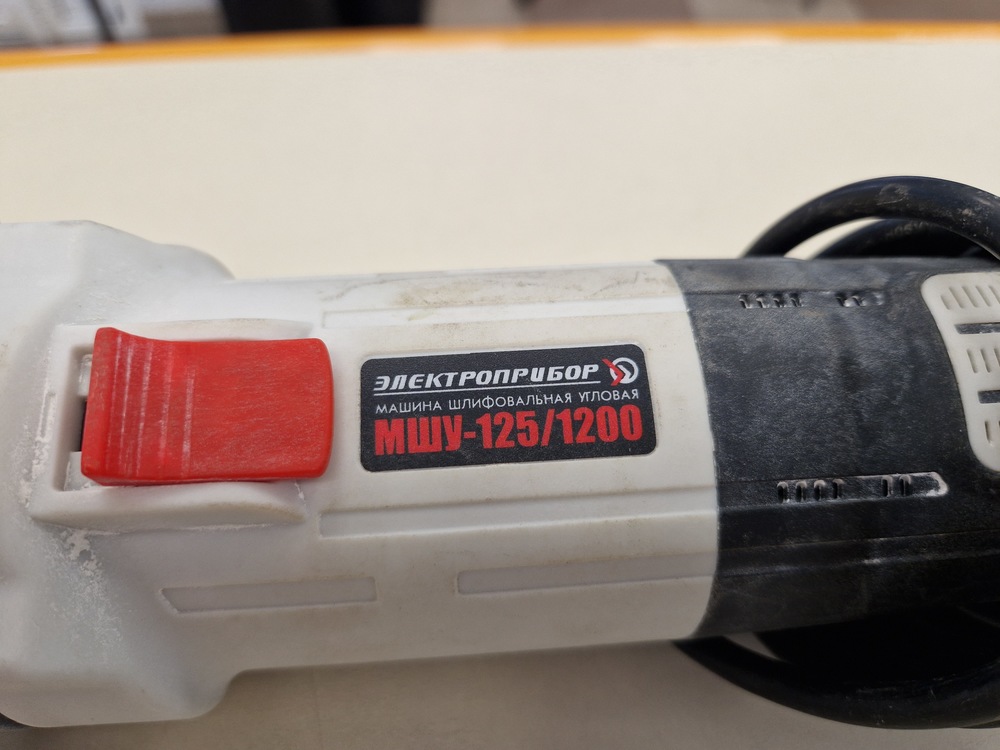 ЭЛЕКТРОПРИБОР
МАШИНА ШЛИФОВАЛЬНАЯ УГЛОВАЯ
МШУ-125/1200